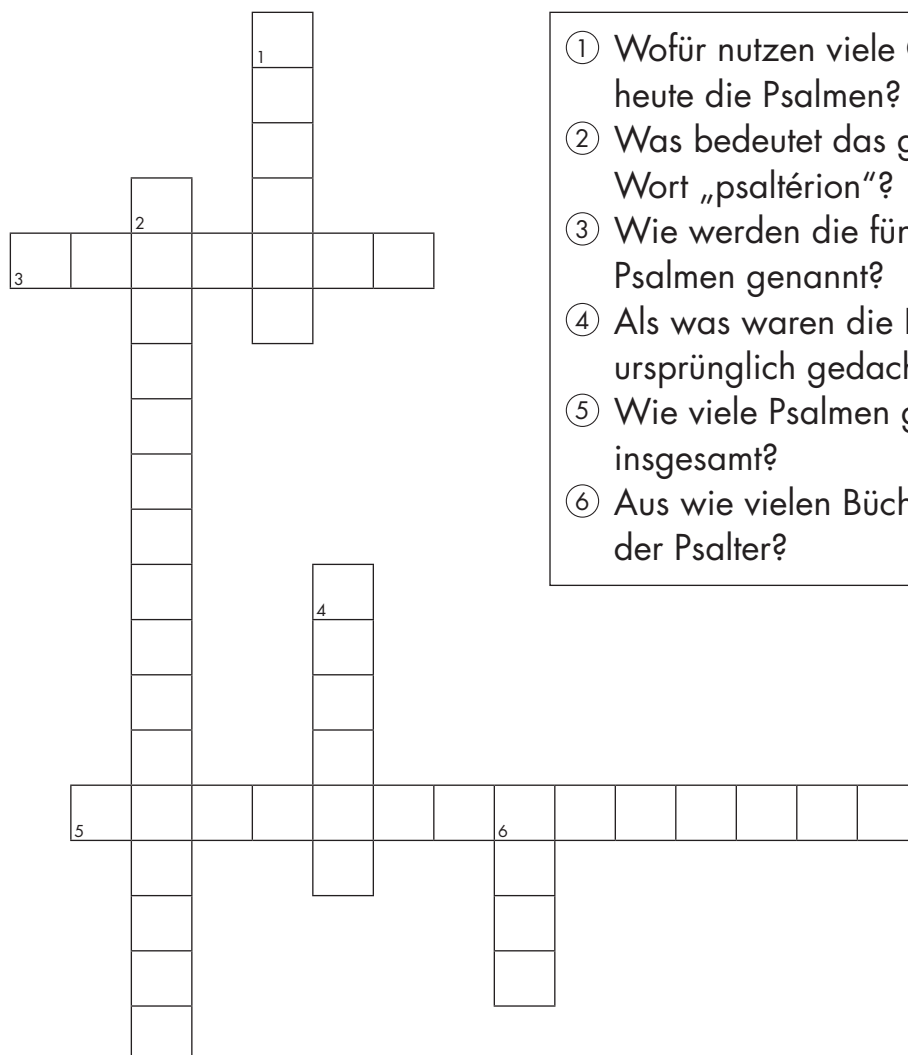 1
2
3
4
5
6
① Wofür nutzen viele
heute die Psalmen?
② Was bedeutet das g
Wort „psaltérion“?
③ Wie werden die
Psalmen genannt?
④ Als was waren die
ursprünglich gedach
⑤ Wie viele Psalmen g
insgesamt?
⑥ Aus wie vielen Büch
der Psalter?